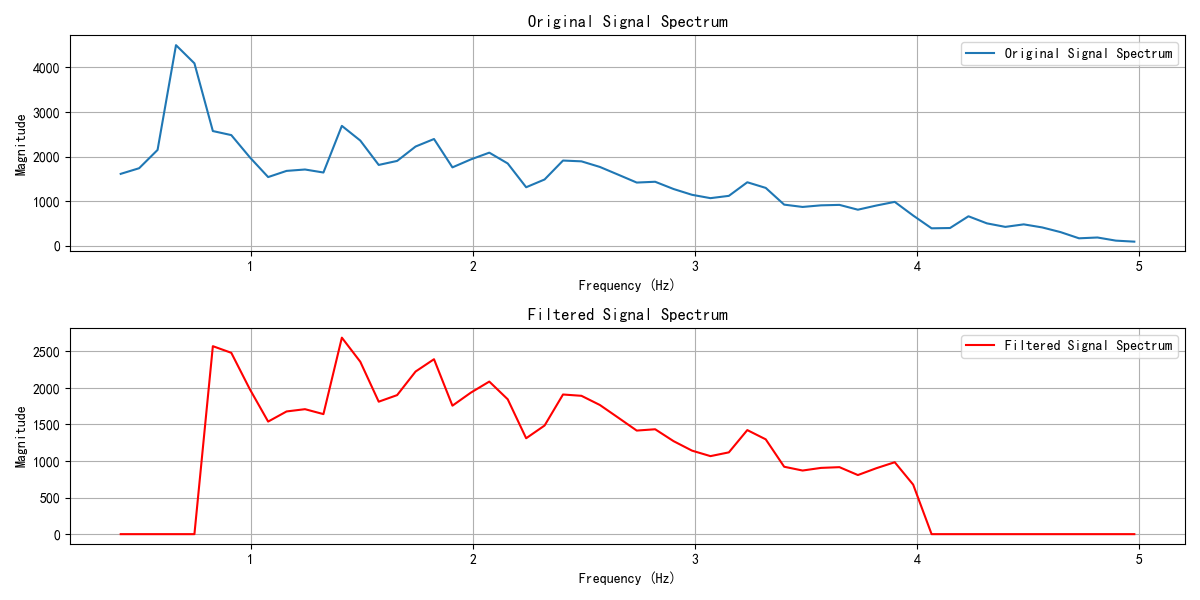 Original Signal Spectrum
Original Signal Spectrum
Magnitude
4000
3000
2000
1000
0
1 2 3 4 5
Frequency (Hz)
Filtered Signal Spectrum
Filtered Signal Spectrum
Magnitude
2500
2000
1500
1000
500
0
1 2 3 4 5
Frequency (Hz)